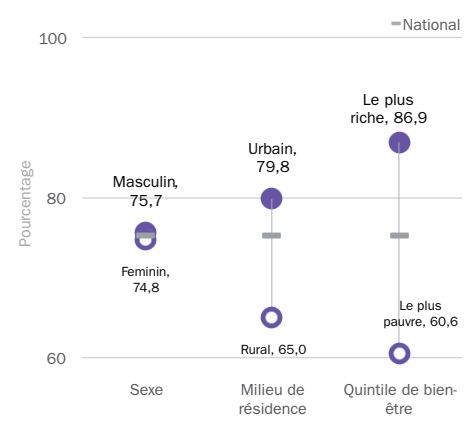 National
100
Le plus
riche, 86,9
Urbain,
79,8
Masculin,
75,7
80
Pourcentage
Feminin,
74,8
Le plus
pauvre, 60,6
Rural, 65,0
60
Sexe
Milieu de
résidence
Quintile de bien-
être